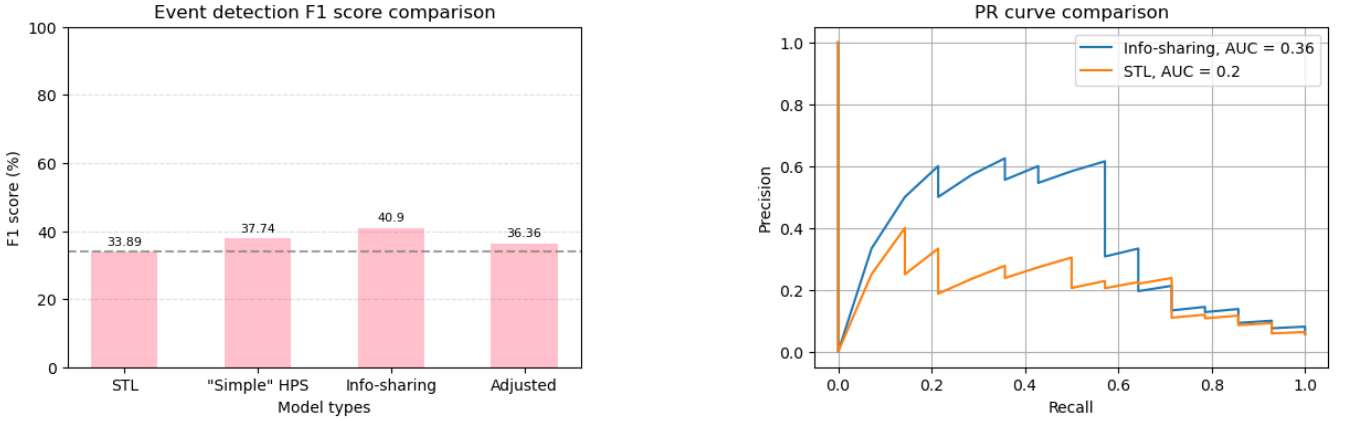 Event detection F1 score comparison
100
80
60
40
20
0
F1 score (%)
33.89
37.74
40.9
36.36
STL
"Simple" HPS
Info-sharing
Adjusted
Model types
PR curve comparison
Info-sharing, AUC = 0.36
STL, AUC = 0.2
1.0
0.8
0.6
0.4
0.2
0.0
Precision
0.0
0.2
0.4
0.6
0.8
1.0
Recall